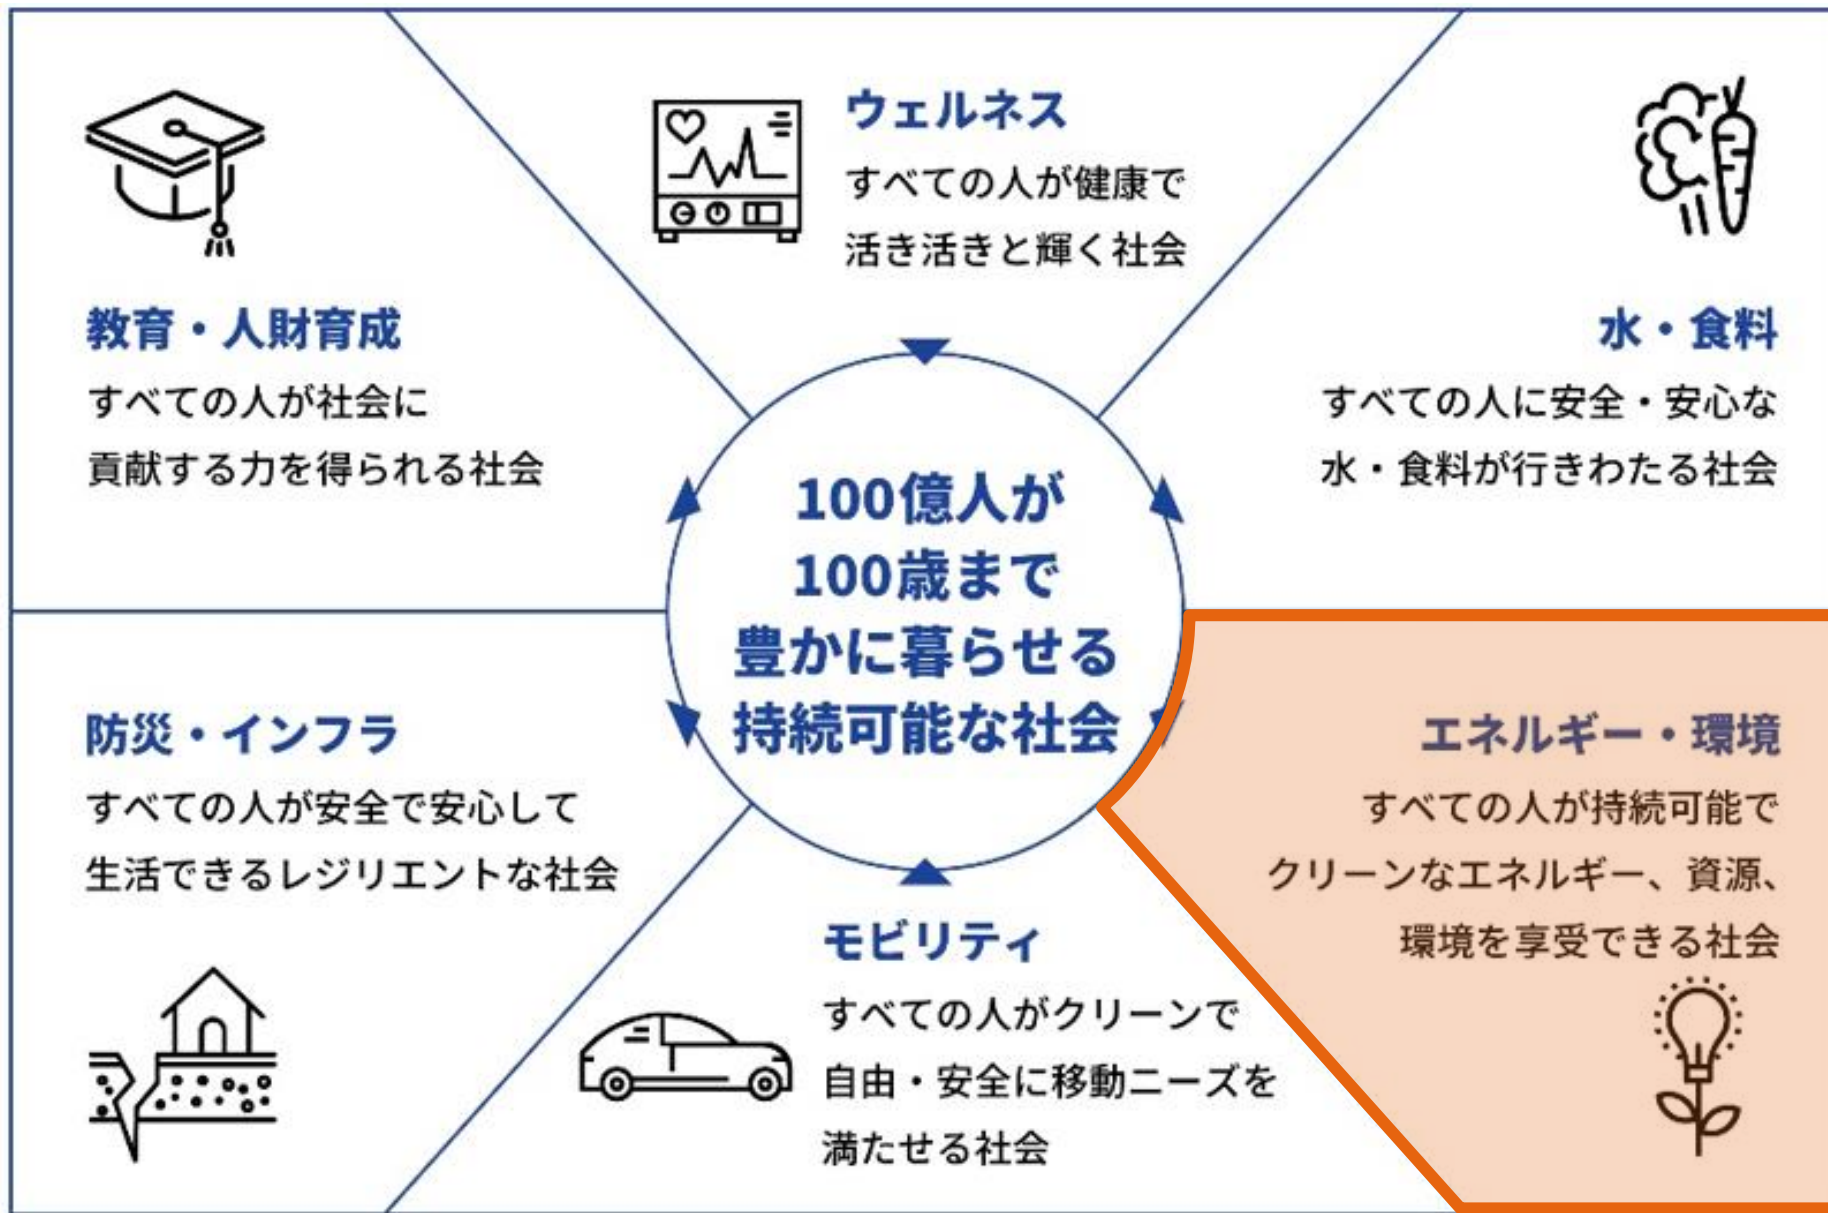 ウェルネス
すべての人が健康で
活き活きと輝く社会
教育・人財育成
すべての人が社会に
貢献する力を得られる社会
水・食料
すべての人に安全・安心な
水・食料が行きわたる社会
100億人が
100歳まで
豊かに暮らせる
持続可能な社会
防災・インフラ
すべての人が安全で安心して
生活できるレジリエントな社会
エネルギー・環境
すべての人が持続可能で
クリーンなエネルギー、資源、
環境を享受できる社会
モビリティ
すべての人がクリーンで
自由・安全に移動ニーズを
満たせる社会